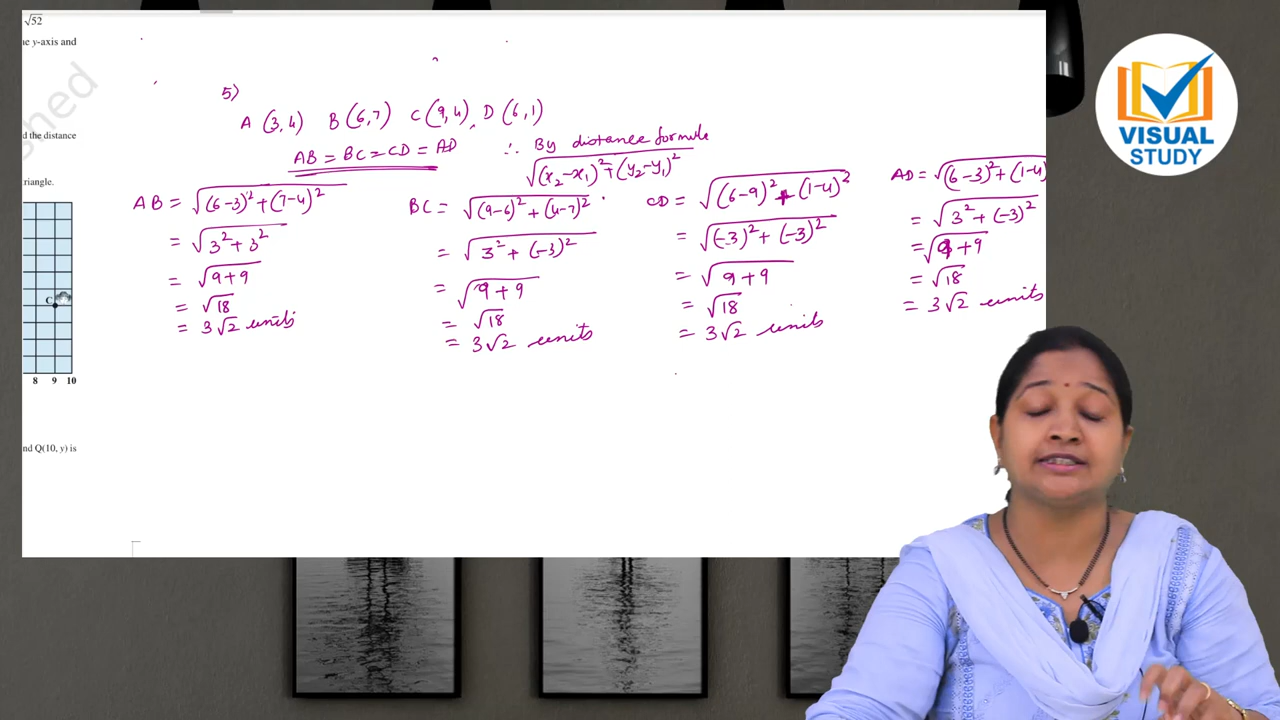 √52
e y-axis and
shed
d the distance
riangle.
C
8 9 10
nd Q(10, y) is
5)
A (3,4) B (6,7) C (9,4), D (6,1)
AB = BC = CD = AD
∴ By distance formule
√(x₂-x₁)²+(y₂-y₁)²
AB = √(6-3)²+(7-4)²
= √3²+3²
= √9+9
= √18
= 3√2 units
BC = √(9-6)²+(4-7)²
= √3²+(-3)²
= √9+9
= √18
= 3√2 units
CD = √(6-9)²+(1-4)²
= √(-3)²+(-3)²
= √9+9
= √18
= 3√2 units
AD = √(6-3)²+(1-4)
= √3²+(-3)²
= √9+9
= √18
= 3√2 units
VISUAL
STUDY